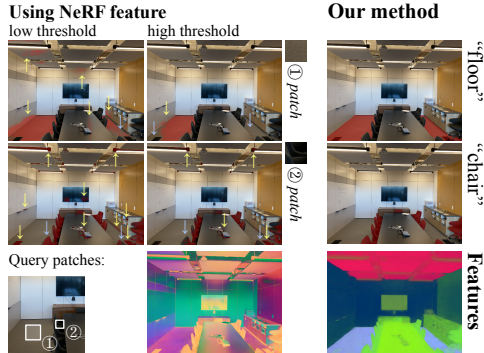 Using NeRF feature
Our method
low threshold
high threshold
① patch
"floor"
② patch
"chair"
Query patches:
① ②
Features